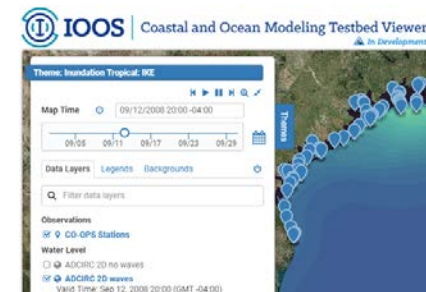 IOOS Coastal and Ocean Modeling Testbed Viewer
In Development
Theme: Inundation Tropical: IKE
Map Time 09/12/2008 20:00 -04:00
09/05 09/11 09/17 09/23 09/29
Themes
Data Layers Legends Backgrounds
Filter data layers
Observations
CO-OPS Stations
Water Level
ADCIRC 2D no waves
ADCIRC 2D waves
Valid Time: Sep 12, 2008 20:00 (GMT -04:00)